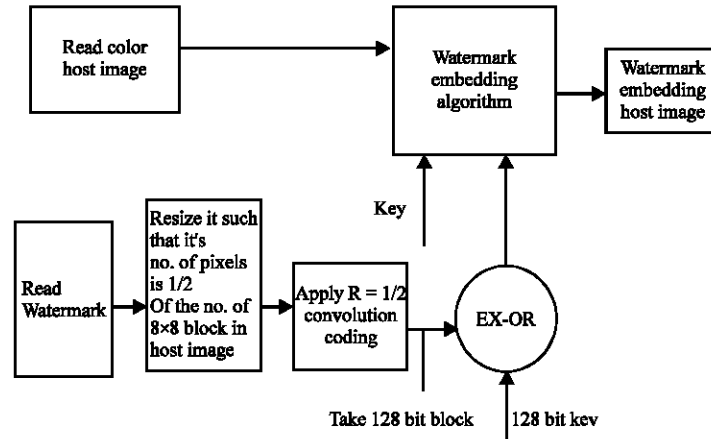 Read color
host image
Watermark
embedding
algorithm
Watermark
embedding
host image
Key
Read
Watermark
Resize it such
that it's
no. of pixels
is 1/2
Of the no. of
8×8 block in
host image
Apply R = 1/2
convolution
coding
EX-OR
Take 128 bit block
128 bit kev